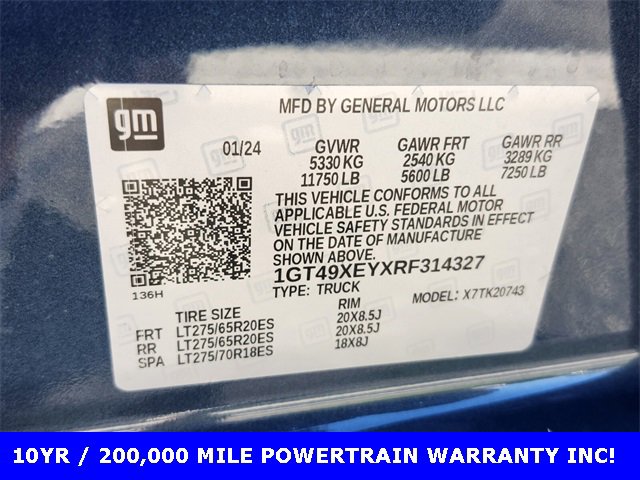 gm
MFD BY GENERAL MOTORS LLC
01/24 GVWR GAWR FRT GAWR RR
5330 KG 2540 KG 3289 KG
11750 LB 5600 LB 7250 LB
THIS VEHICLE CONFORMS TO ALL
APPLICABLE U.S. FEDERAL MOTOR
VEHICLE SAFETY STANDARDS IN EFFECT
ON THE DATE OF MANUFACTURE SHOWN ABOVE.
1GT49XEYXRF314327
136H
TYPE: TRUCK MODEL: X7TK20743
TIRE SIZE RIM
FRT LT275/65R20ES 20X8.5J
RR LT275/65R20ES 20X8.5J
SPA LT275/70R18ES 18X8J
10YR / 200,000 MILE POWERTRAIN WARRANTY INC!